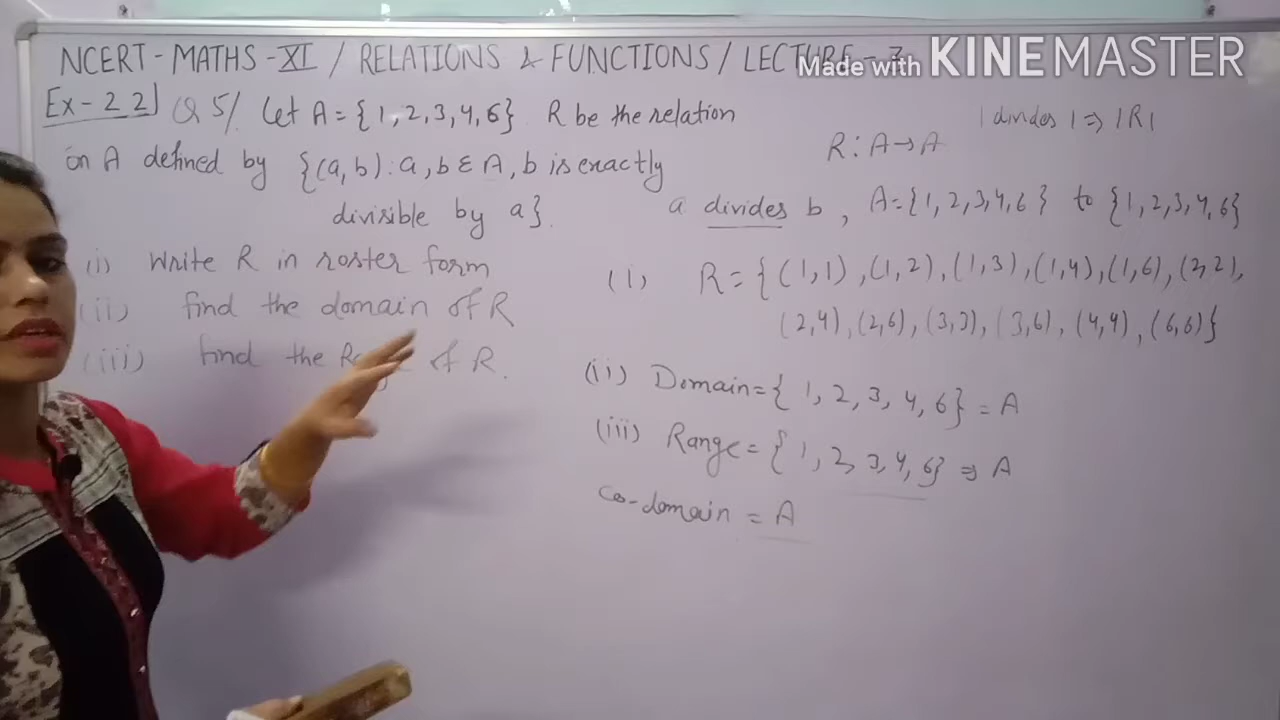 NCERT - MATHS - XI / RELATIONS & FUNCTIONS / LECTURE - 7
Made with KINEMASTER
Ex - 2.2 Q 5/ Let A = {1, 2, 3, 4, 6} R be the relation
on A defined by {(a, b) : a, b ∈ A, b is exactly
divisible by a}.
(i) Write R in roster form
(ii) find the domain of R
(iii) find the of R.
1 divides 1 => 1R1
R : A → A
a divides b, A = {1, 2, 3, 4, 6} to {1, 2, 3, 4, 6}
(i) R = {(1,1), (1,2), (1,3), (1,4), (1,6), (2,2),
(2,4), (2,6), (3,3), (3,6), (4,4), (6,6)}
(ii) Domain = {1, 2, 3, 4, 6} = A
(iii) Range = {1, 2, 3, 4, 6} => A
Co-domain = A